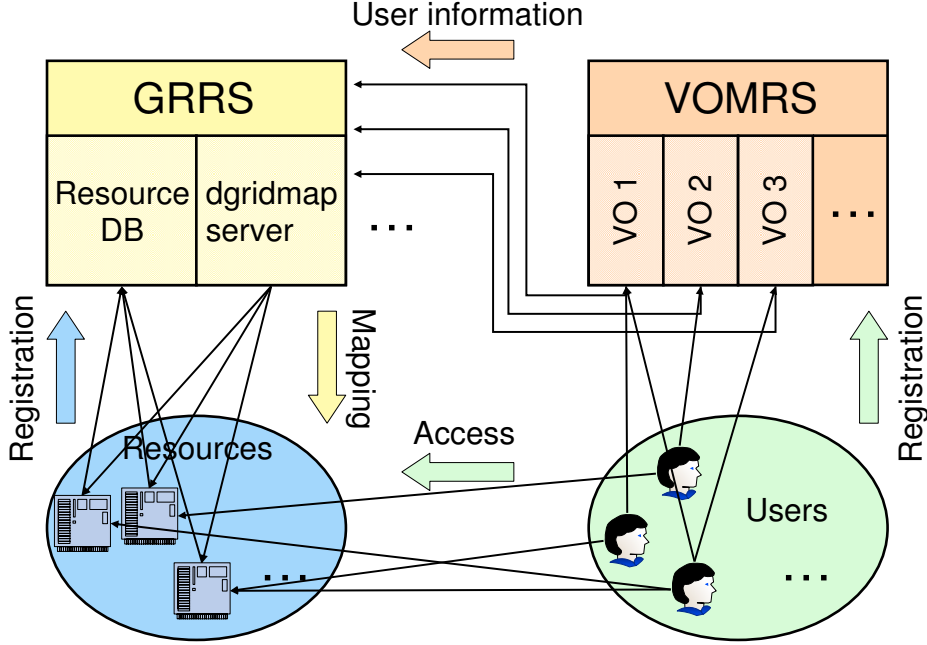 User information
GRRS
VOMRS
Resource
DB
dgridmap
server
...
VO 1
VO 2
VO 3
...
Registration
Mapping
Registration
Resources
Access
Users
...
...